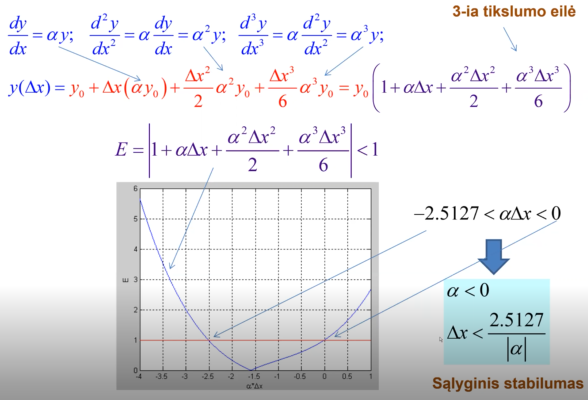 3-ia tikslumo eilė
dy/dx = αy; d²y/dx² = α dy/dx = α²y; d³y/dx³ = α d²y/dx² = α³y;
y(Δx) = y₀ + Δx(αy₀) + Δx²/2 α²y₀ + Δx³/6 α³y₀ = y₀(1 + αΔx + α²Δx²/2 + α³Δx³/6)
E = |1 + αΔx + α²Δx²/2 + α³Δx³/6| < 1
6
5
4
3
2
1
0
E
-4 -3.5 -3 -2.5 -2 -1.5 -1 -0.5 0 0.5 1
α*Δx
−2.5127 < αΔx < 0
α < 0
Δx < 2.5127/|α|
Sąlyginis stabilumas